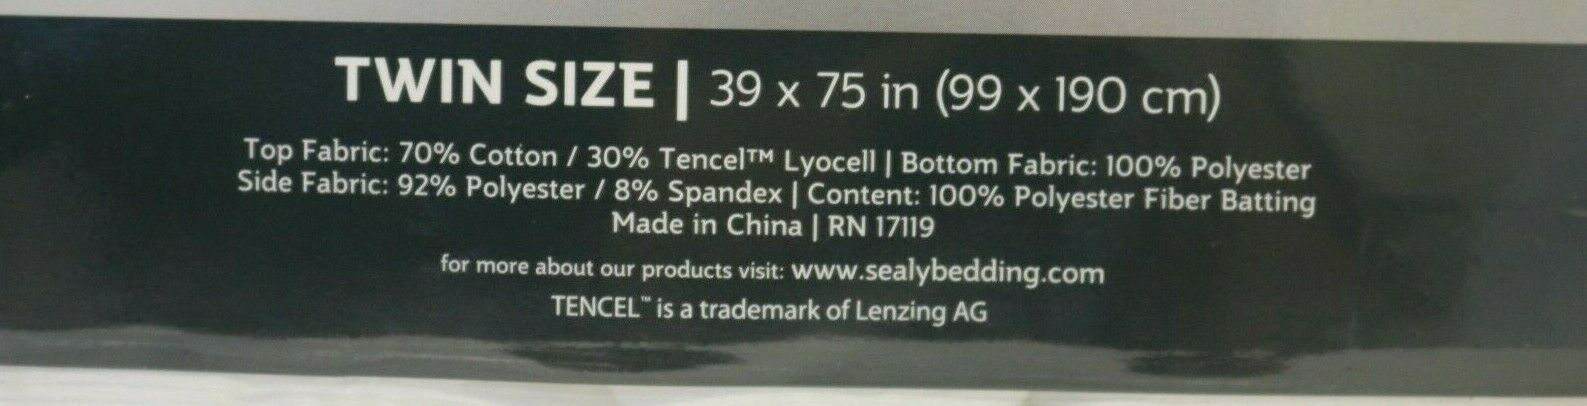 TWIN SIZE | 39 x 75 in (99 x 190 cm)
Top Fabric: 70% Cotton / 30% Tencel™ Lyocell | Bottom Fabric: 100% Polyester
Side Fabric: 92% Polyester / 8% Spandex | Content: 100% Polyester Fiber Batting
Made in China | RN 17119
for more about our products visit: www.sealybedding.com
TENCEL™ is a trademark of Lenzing AG